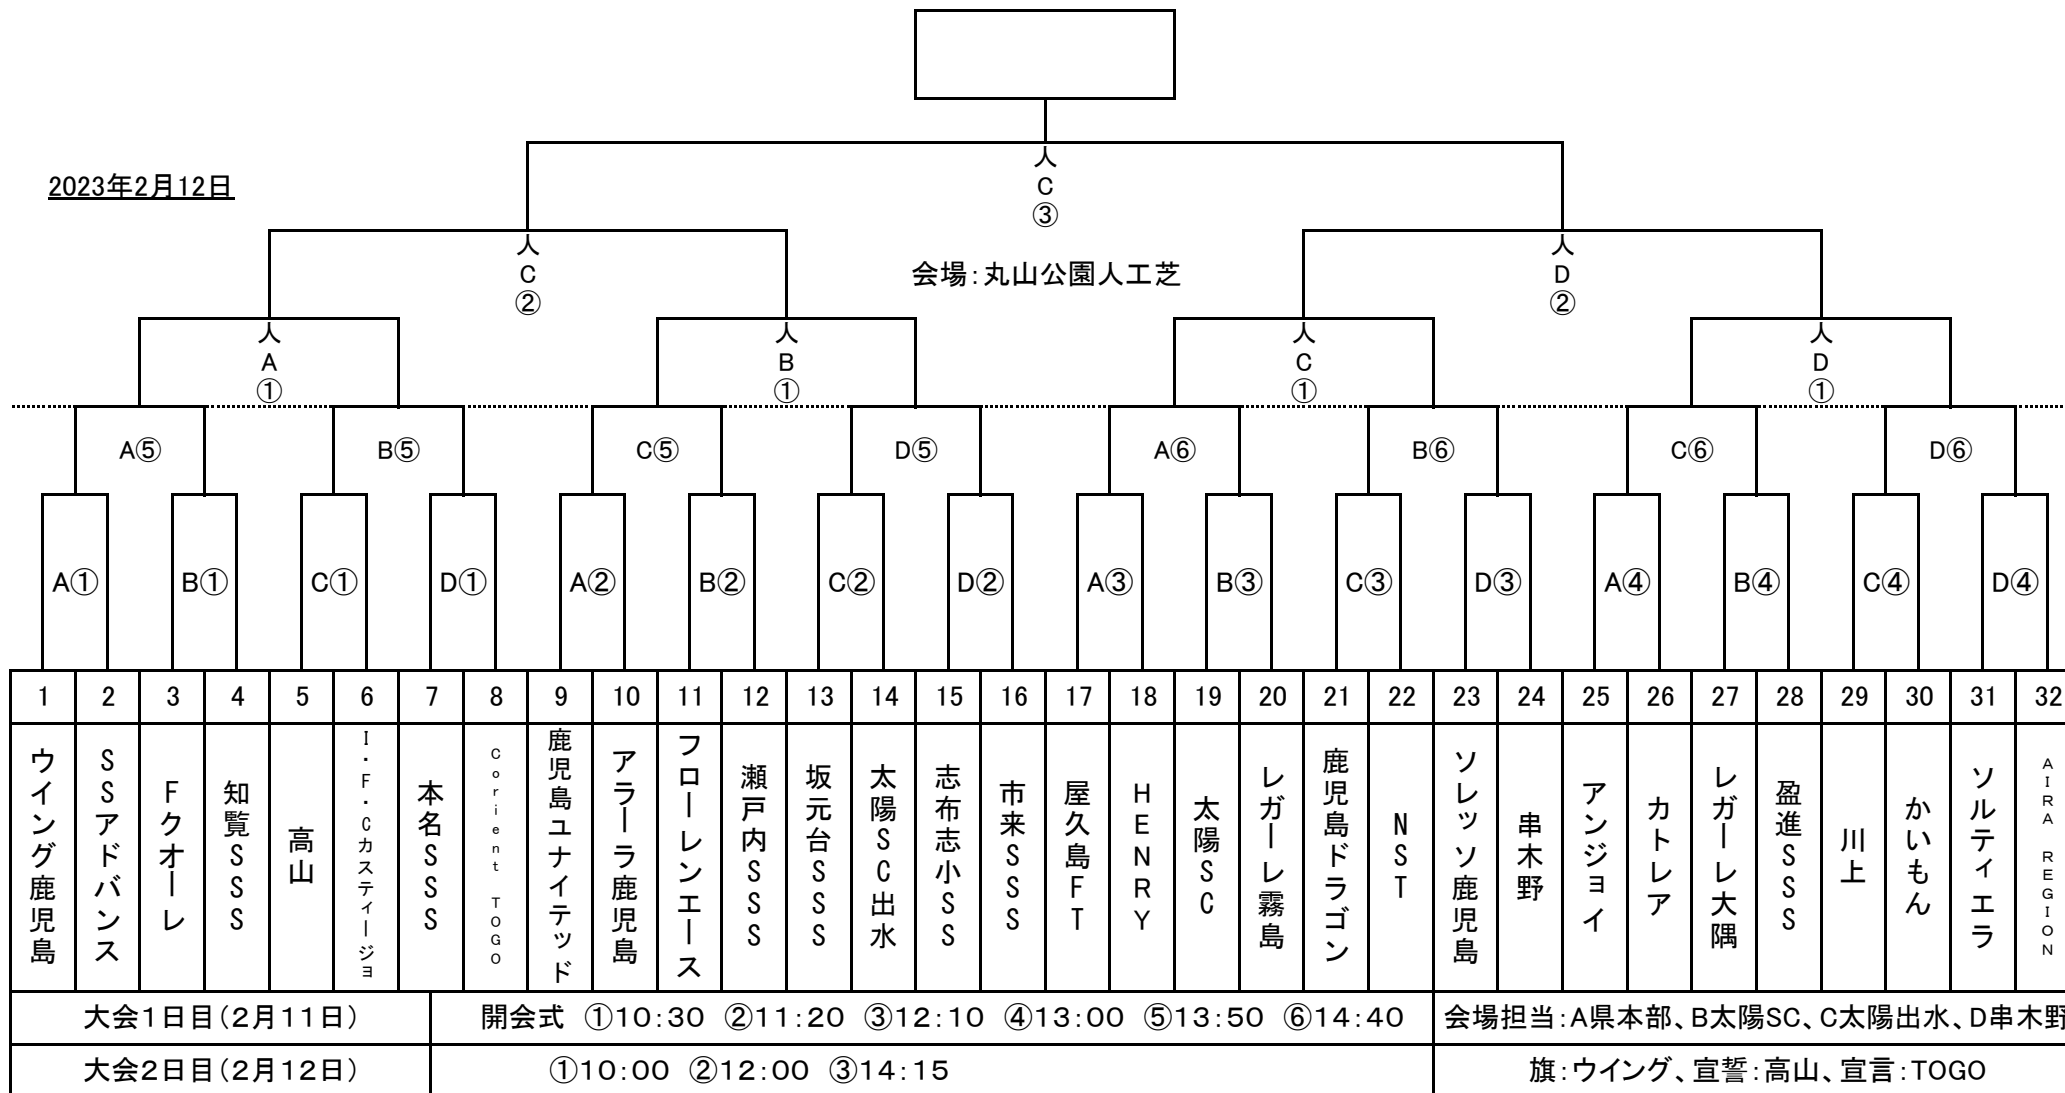 2023年2月12日
人C③
人C②
会場:丸山公園人工芝
人D②
人A①
人B①
人C①
人D①
A⑤ B⑤ C⑤ D⑤ A⑥ B⑥ C⑥ D⑥
A① B① C① D① A② B② C② D② A③ B③ C③ D③ A④ B④ C④ D④
1 2 3 4 5 6 7 8 9 10 11 12 13 14 15 16 17 18 19 20 21 22 23 24 25 26 27 28 29 30 31 32
ウイング鹿児島
SSアドバンス
Fクオーレ
知覧SSS
高山
I・F・Cカスティージョ
本名SSS
Corient TOGO
鹿児島ユナイテッド
アラーラ鹿児島
フローレンエース
瀬戸内SSS
坂元台SSS
太陽SC出水
志布志小SS
市来SSS
屋久島FT
HENRY
太陽SC
レガーレ霧島
鹿児島ドラゴン
NST
ソレッソ鹿児島
串木野
アンジョイ
カトレア
レガーレ大隅
盈進SSS
川上
かいもん
ソルティエラ
AIRA REGION
大会1日目(2月11日) 開会式 ①10:30 ②11:20 ③12:10 ④13:00 ⑤13:50 ⑥14:40 会場担当:A県本部、B太陽SC、C太陽出水、D串木野
大会2日目(2月12日) ①10:00 ②12:00 ③14:15 旗:ウイング、宣誓:高山、宣言:TOGO